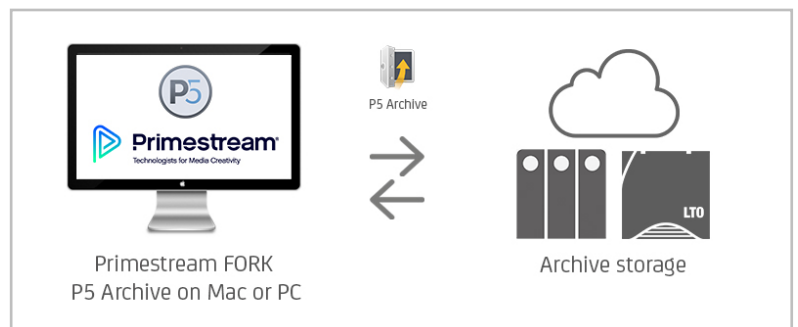 P5
Primestream
Technologists for Media Creativity
P5 Archive
LTO
Primestream FORK
P5 Archive on Mac or PC
Archive storage